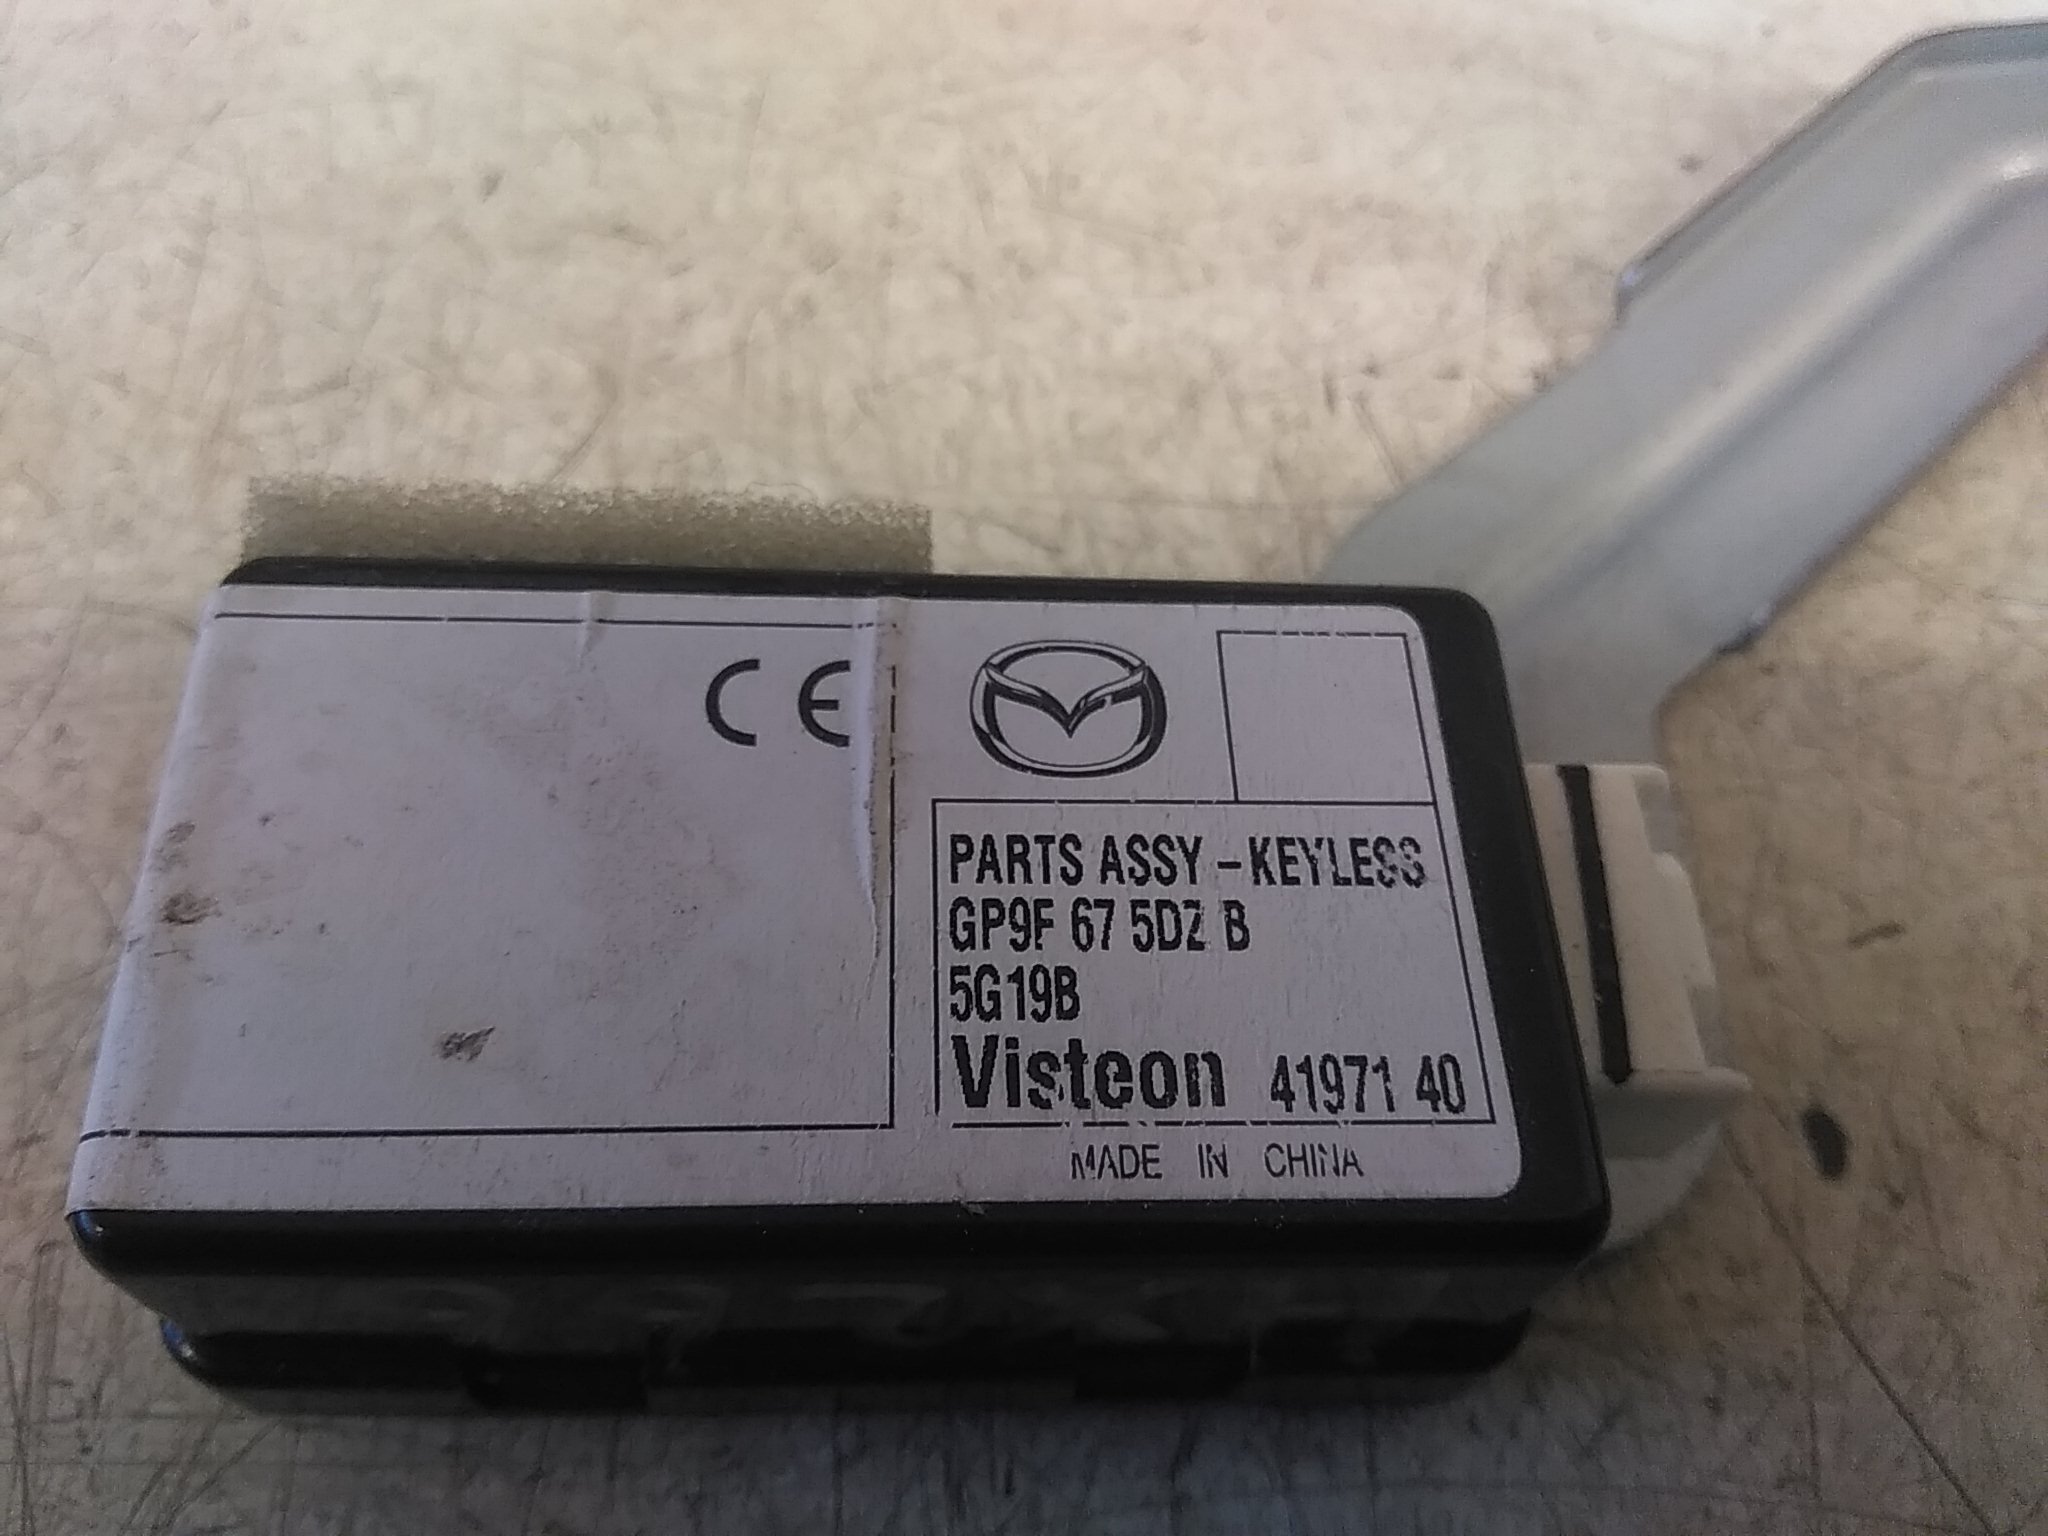 CE
PARTS ASSY - KEYLESS
GP9F 67 5DZ B
5G19B
Visteon 41971 40
MADE IN CHINA